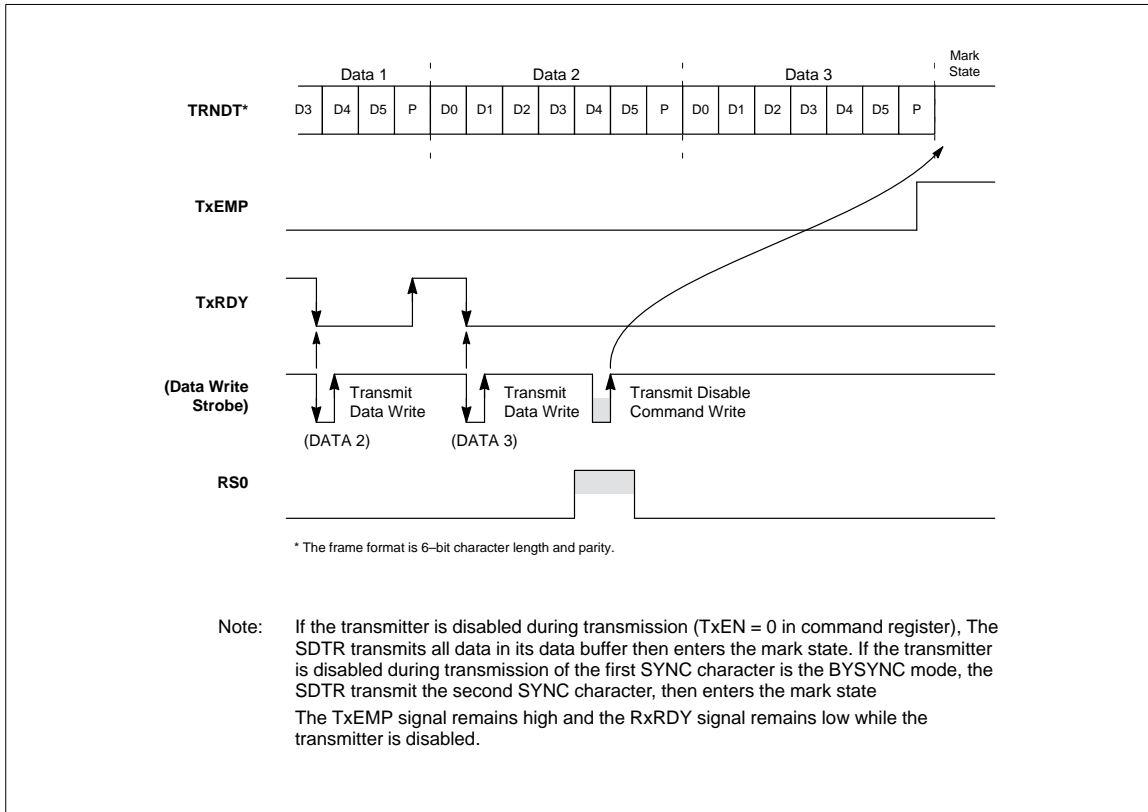 Mark
State
Data 1 Data 2 Data 3
TRNDT*
D3 D4 D5 P D0 D1 D2 D3 D4 D5 P D0 D1 D2 D3 D4 D5 P
TxEMP
TxRDY
(Data Write
Strobe)
Transmit
Data Write
Transmit
Data Write
Transmit Disable
Command Write
(DATA 2) (DATA 3)
RS0
* The frame format is 6–bit character length and parity.
Note: If the transmitter is disabled during transmission (TxEN = 0 in command register), The
SDTR transmits all data in its data buffer then enters the mark state. If the transmitter
is disabled during transmission of the first SYNC character is the BYSYNC mode, the
SDTR transmit the second SYNC character, then enters the mark state
The TxEMP signal remains high and the RxRDY signal remains low while the
transmitter is disabled.